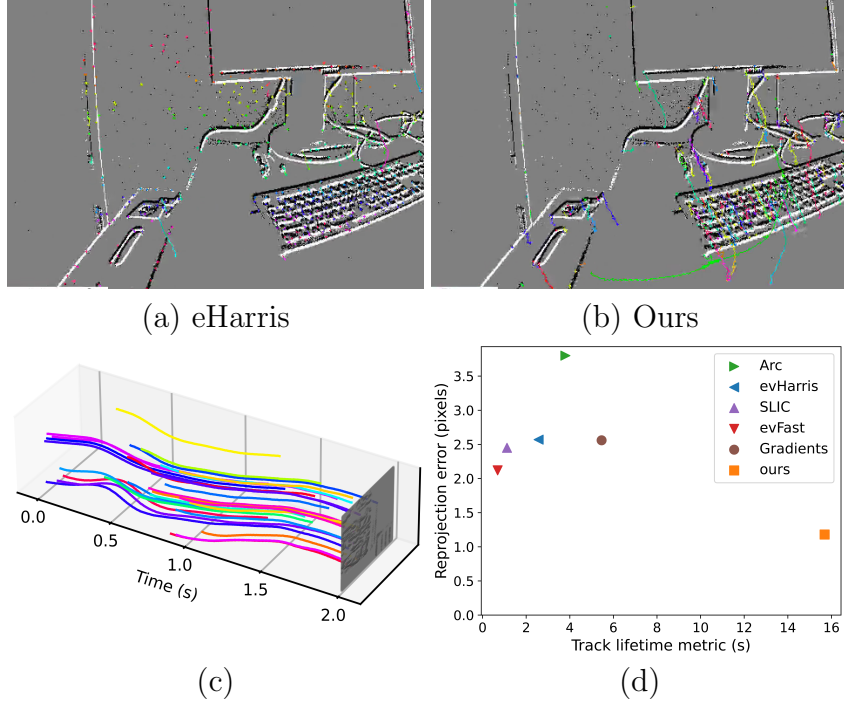 (a) eHarris
(b) Ours
0.0
0.5
1.0
1.5
2.0
Time (s)
(c)
Reprojection error (pixels)
3.5
3.0
2.5
2.0
1.5
1.0
0.5
0.0
0 2 4 6 8 10 12 14 16
Track lifetime metric (s)
Arc
evHarris
SLIC
evFast
Gradients
ours
(d)